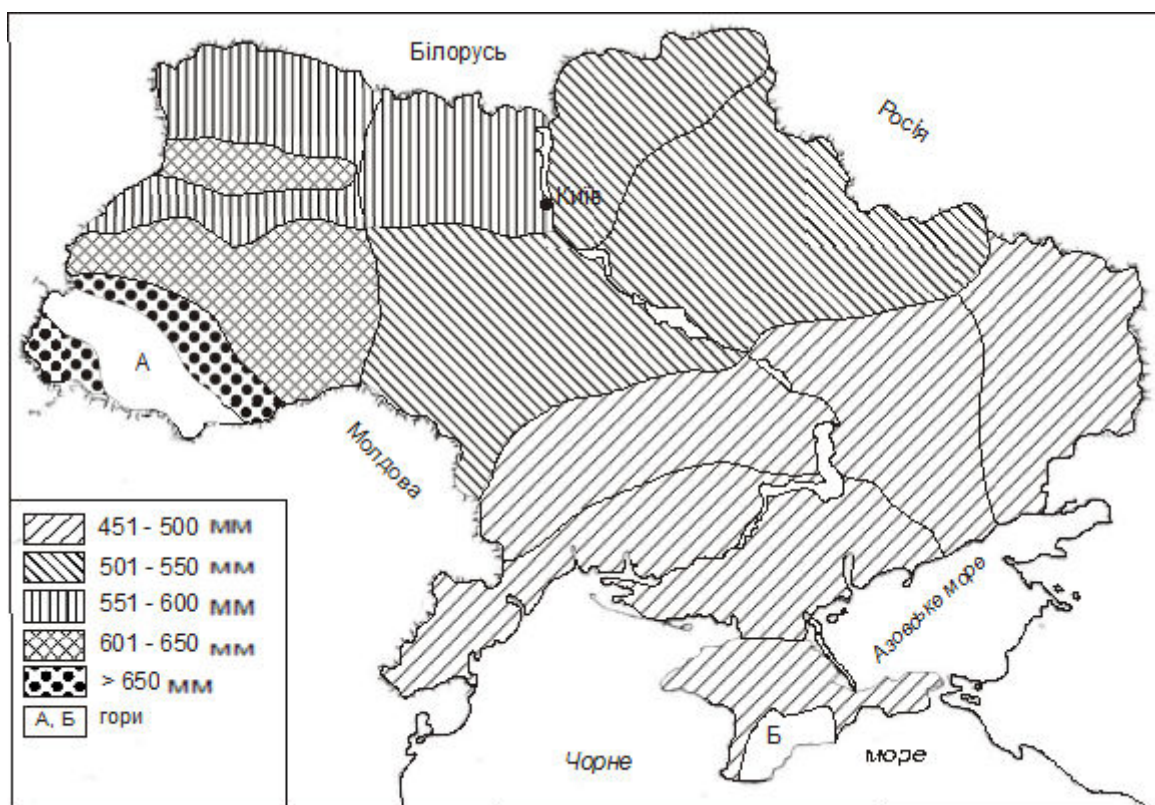 Білорусь
Росія
Київ
А
Молдова
Азовське море
Б
Чорне
море
451 - 500 мм
501 - 550 мм
551 - 600 мм
601 - 650 мм
> 650 мм
А, Б гори